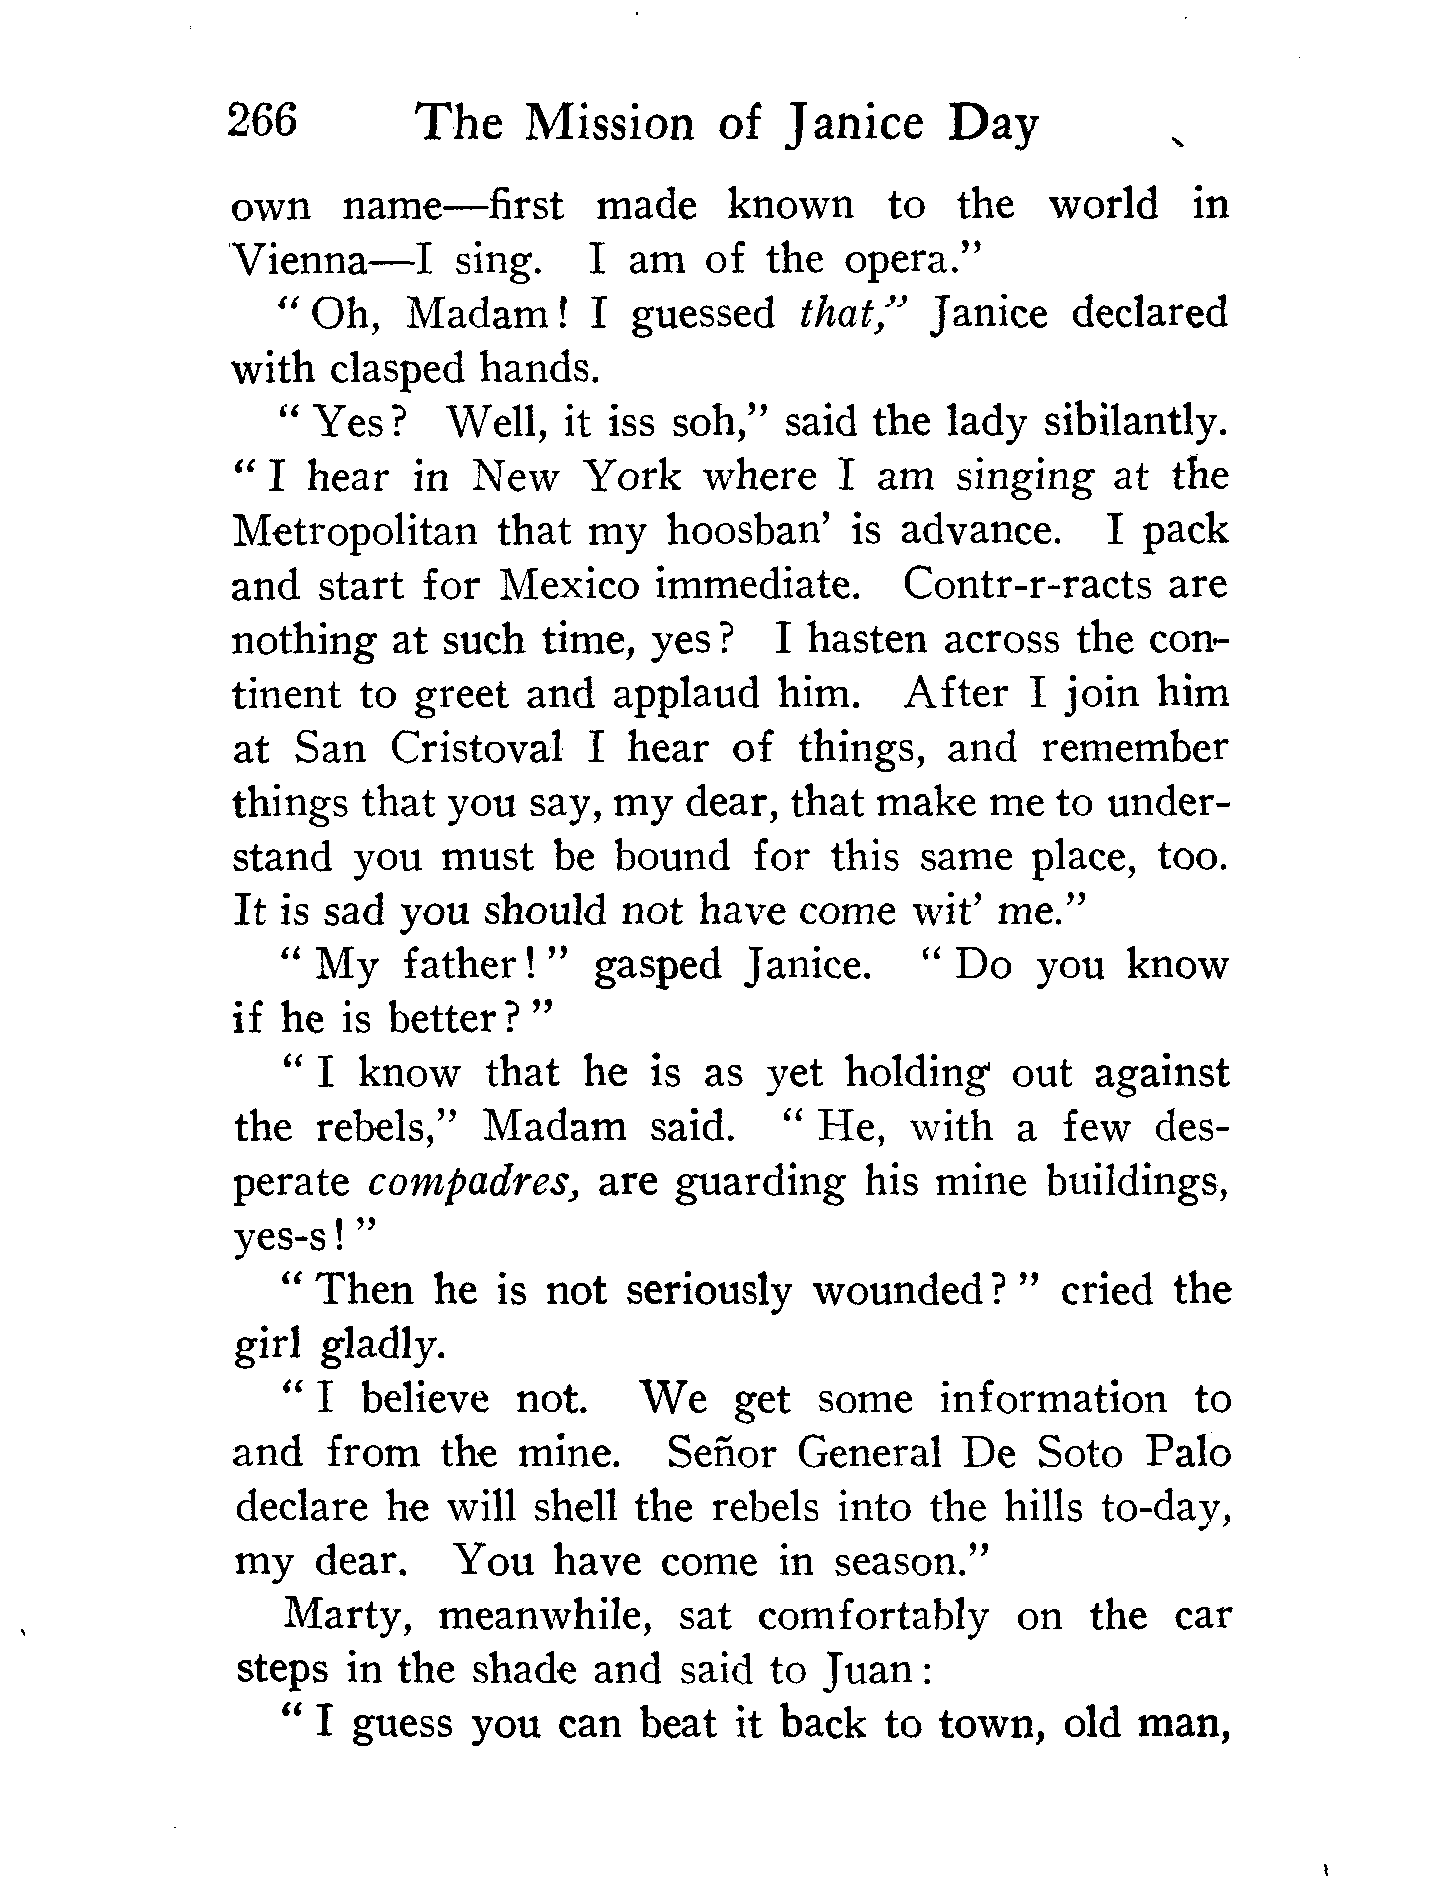 266 The Mission of Janice Day
own name—first made known to the world in
Vienna—I sing. I am of the opera."
"Oh, Madam! I guessed that," Janice declared
with clasped hands.
"Yes? Well, it iss soh," said the lady sibilantly.
"I hear in New York where I am singing at the
Metropolitan that my hoosban' is advance. I pack
and start for Mexico immediate. Contr-r-racts are
nothing at such time, yes? I hasten across the con-
tinent to greet and applaud him. After I join him
at San Cristoval I hear of things, and remember
things that you say, my dear, that make me to under-
stand you must be bound for this same place, too.
It is sad you should not have come wit' me."
"My father!" gasped Janice. "Do you know
if he is better?"
"I know that he is as yet holding out against
the rebels," Madam said. "He, with a few des-
perate compadres, are guarding his mine buildings,
yes-s!"
"Then he is not seriously wounded?" cried the
girl gladly.
"I believe not. We get some information to
and from the mine. Señor General De Soto Palo
declare he will shell the rebels into the hills to-day,
my dear. You have come in season."
Marty, meanwhile, sat comfortably on the car
steps in the shade and said to Juan:
"I guess you can beat it back to town, old man,